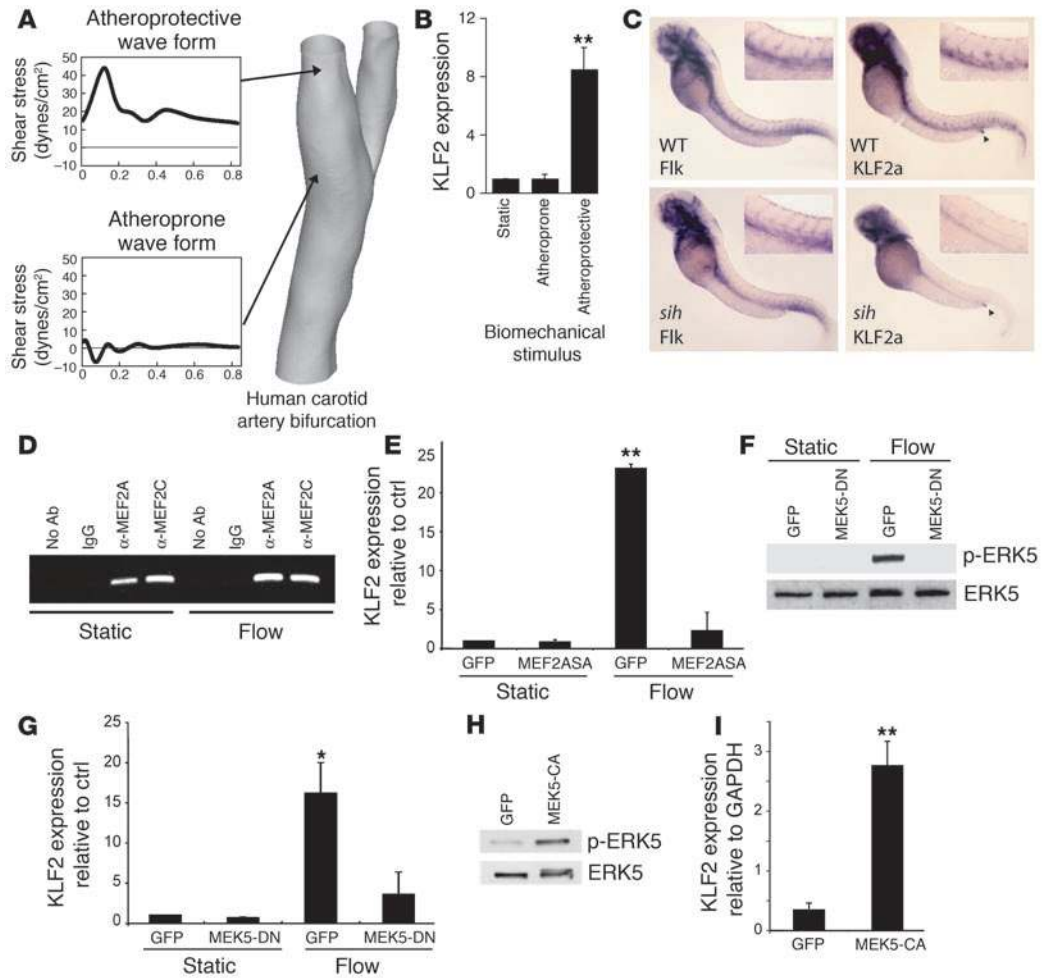 A
Atheroprotective
wave form
Shear stress
(dynes/cm²)
50
40
30
20
10
0
−10
0 0.2 0.4 0.6 0.8
Atheroprone
wave form
Shear stress
(dynes/cm²)
50
40
30
20
10
0
−10
0 0.2 0.4 0.6 0.8
Human carotid
artery bifurcation
B
KLF2 expression
12
8
4
0
**
Static
Atheroprone
Atheroprotective
Biomechanical
stimulus
C
WT
Flk
WT
KLF2a
sih
Flk
sih
KLF2a
D
No Ab
IgG
α-MEF2A
α-MEF2C
No Ab
IgG
α-MEF2A
α-MEF2C
Static
Flow
E
KLF2 expression
relative to ctrl
25
20
15
10
5
0
**
GFP
MEF2ASA
GFP
MEF2ASA
Static
Flow
F
Static
Flow
GFP
MEK5-DN
GFP
MEK5-DN
p-ERK5
ERK5
G
KLF2 expression
relative to ctrl
25
20
15
10
5
0
*
GFP
MEK5-DN
GFP
MEK5-DN
Static
Flow
H
GFP
MEK5-CA
p-ERK5
ERK5
I
KLF2 expression
relative to GAPDH
3
2
1
0
**
GFP
MEK5-CA